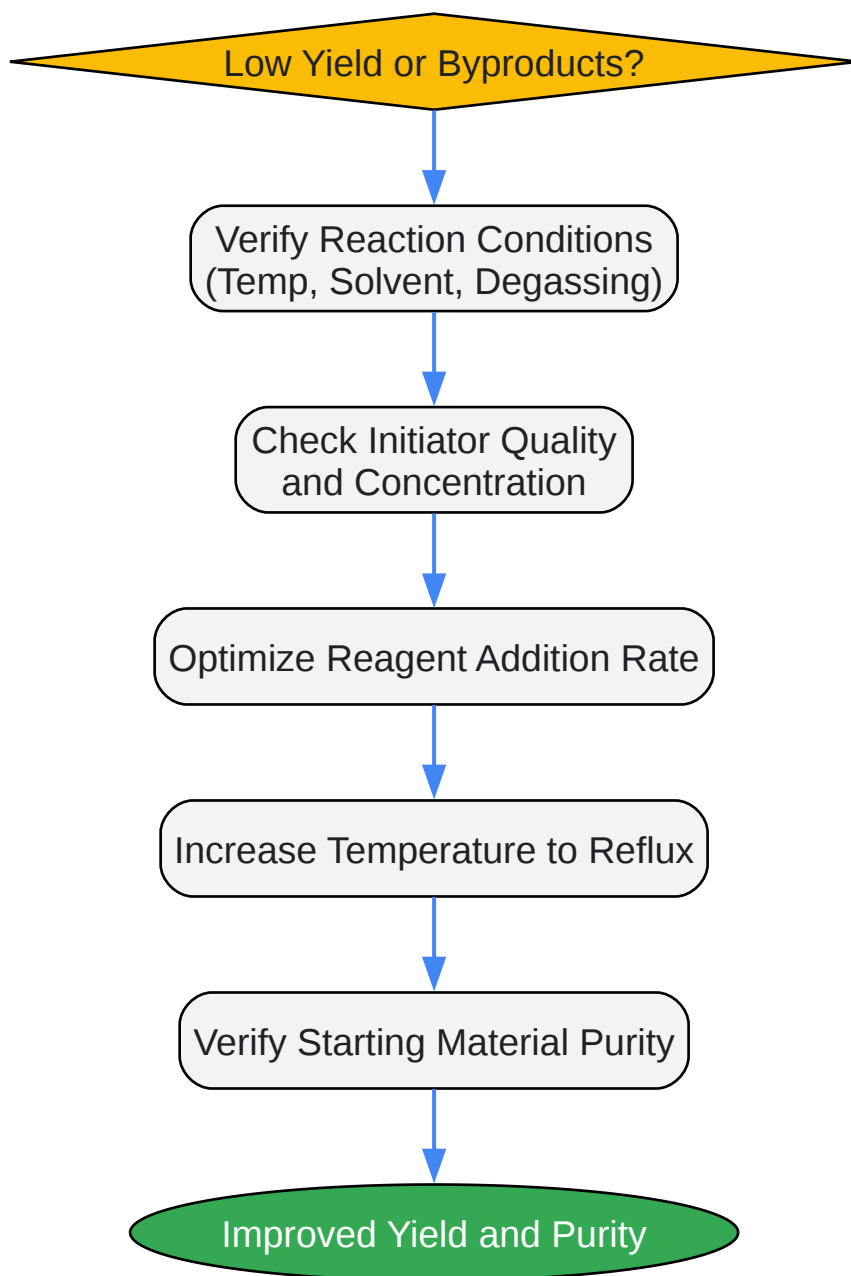 Low Yield or Byproducts?
Verify Reaction Conditions
(Temp, Solvent, Degassing)
Check Initiator Quality
and Concentration
Optimize Reagent Addition Rate
Increase Temperature to Reflux
Verify Starting Material Purity
Improved Yield and Purity